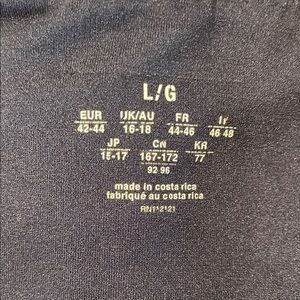 L/G
EUR UK/AU FR IT
42-44 16-18 44-46 46-48
JP CN KR
15-17 167-172 77
92-96
made in costa rica
fabriqué au costa rica